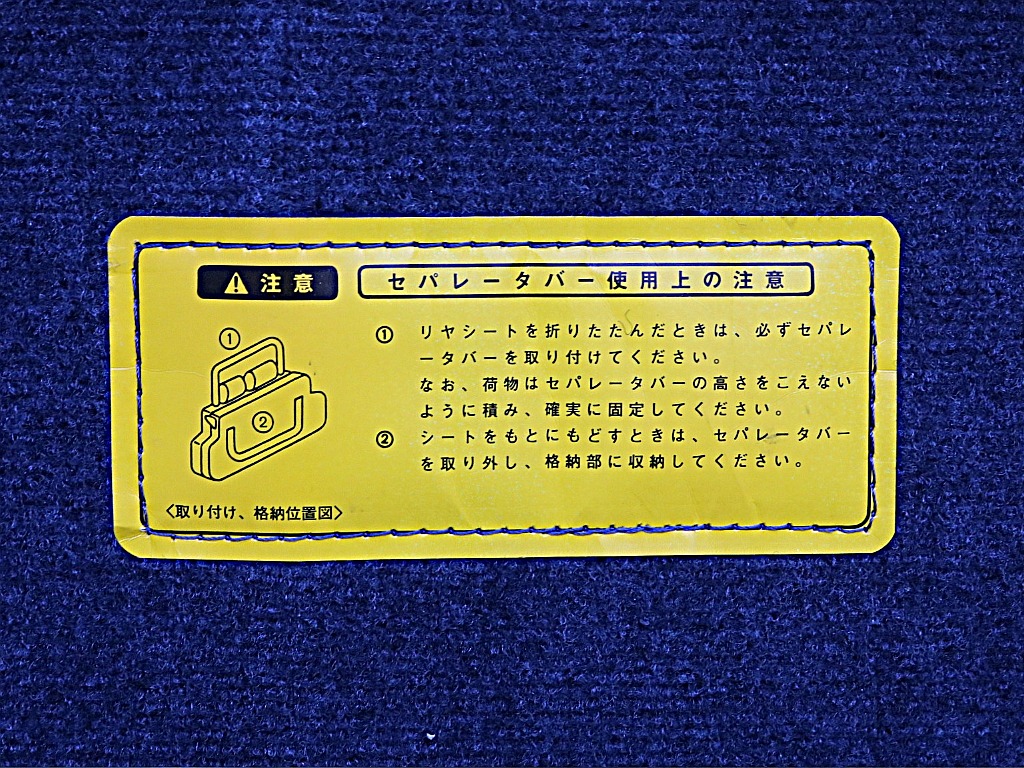 ⚠ 注意
セパレータバー使用上の注意
① リヤシートを折りたたんだときは、必ずセパレ
ータバーを取り付けてください。
なお、荷物はセパレータバーの高さをこえない
ように積み、確実に固定してください。
② シートをもとにもどすときは、セパレータバー
を取り外し、格納部に収納してください。
①
②
〈取り付け、格納位置図〉